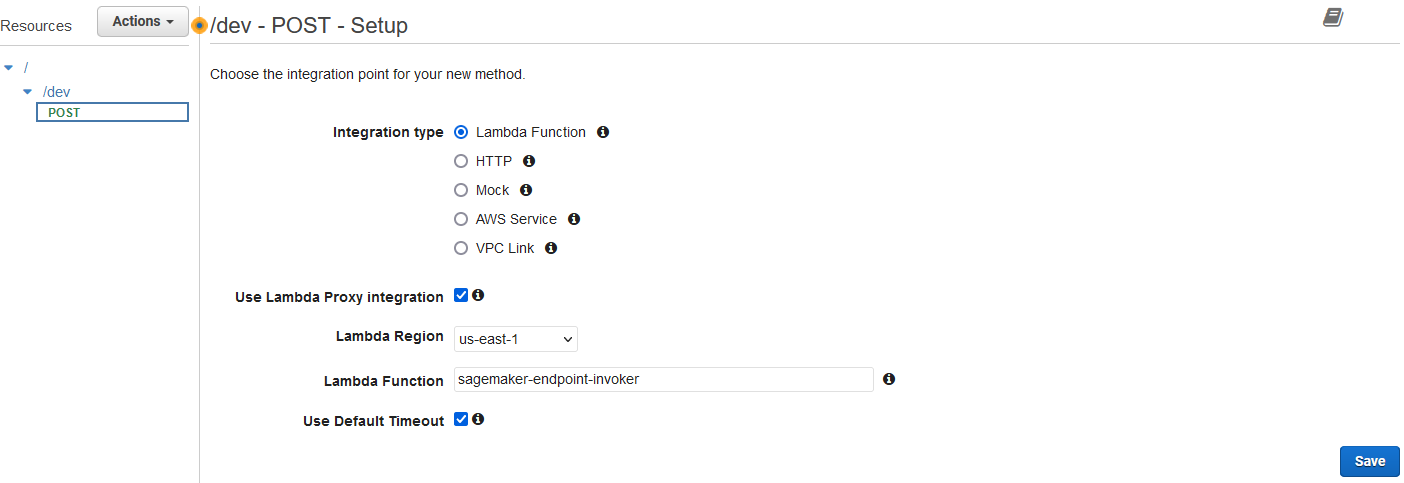 Resources
Actions
/dev - POST - Setup
/
/dev
POST
Choose the integration point for your new method.
Integration type
Lambda Function
HTTP
Mock
AWS Service
VPC Link
Use Lambda Proxy integration
Lambda Region us-east-1
Lambda Function sagemaker-endpoint-invoker
Use Default Timeout
Save